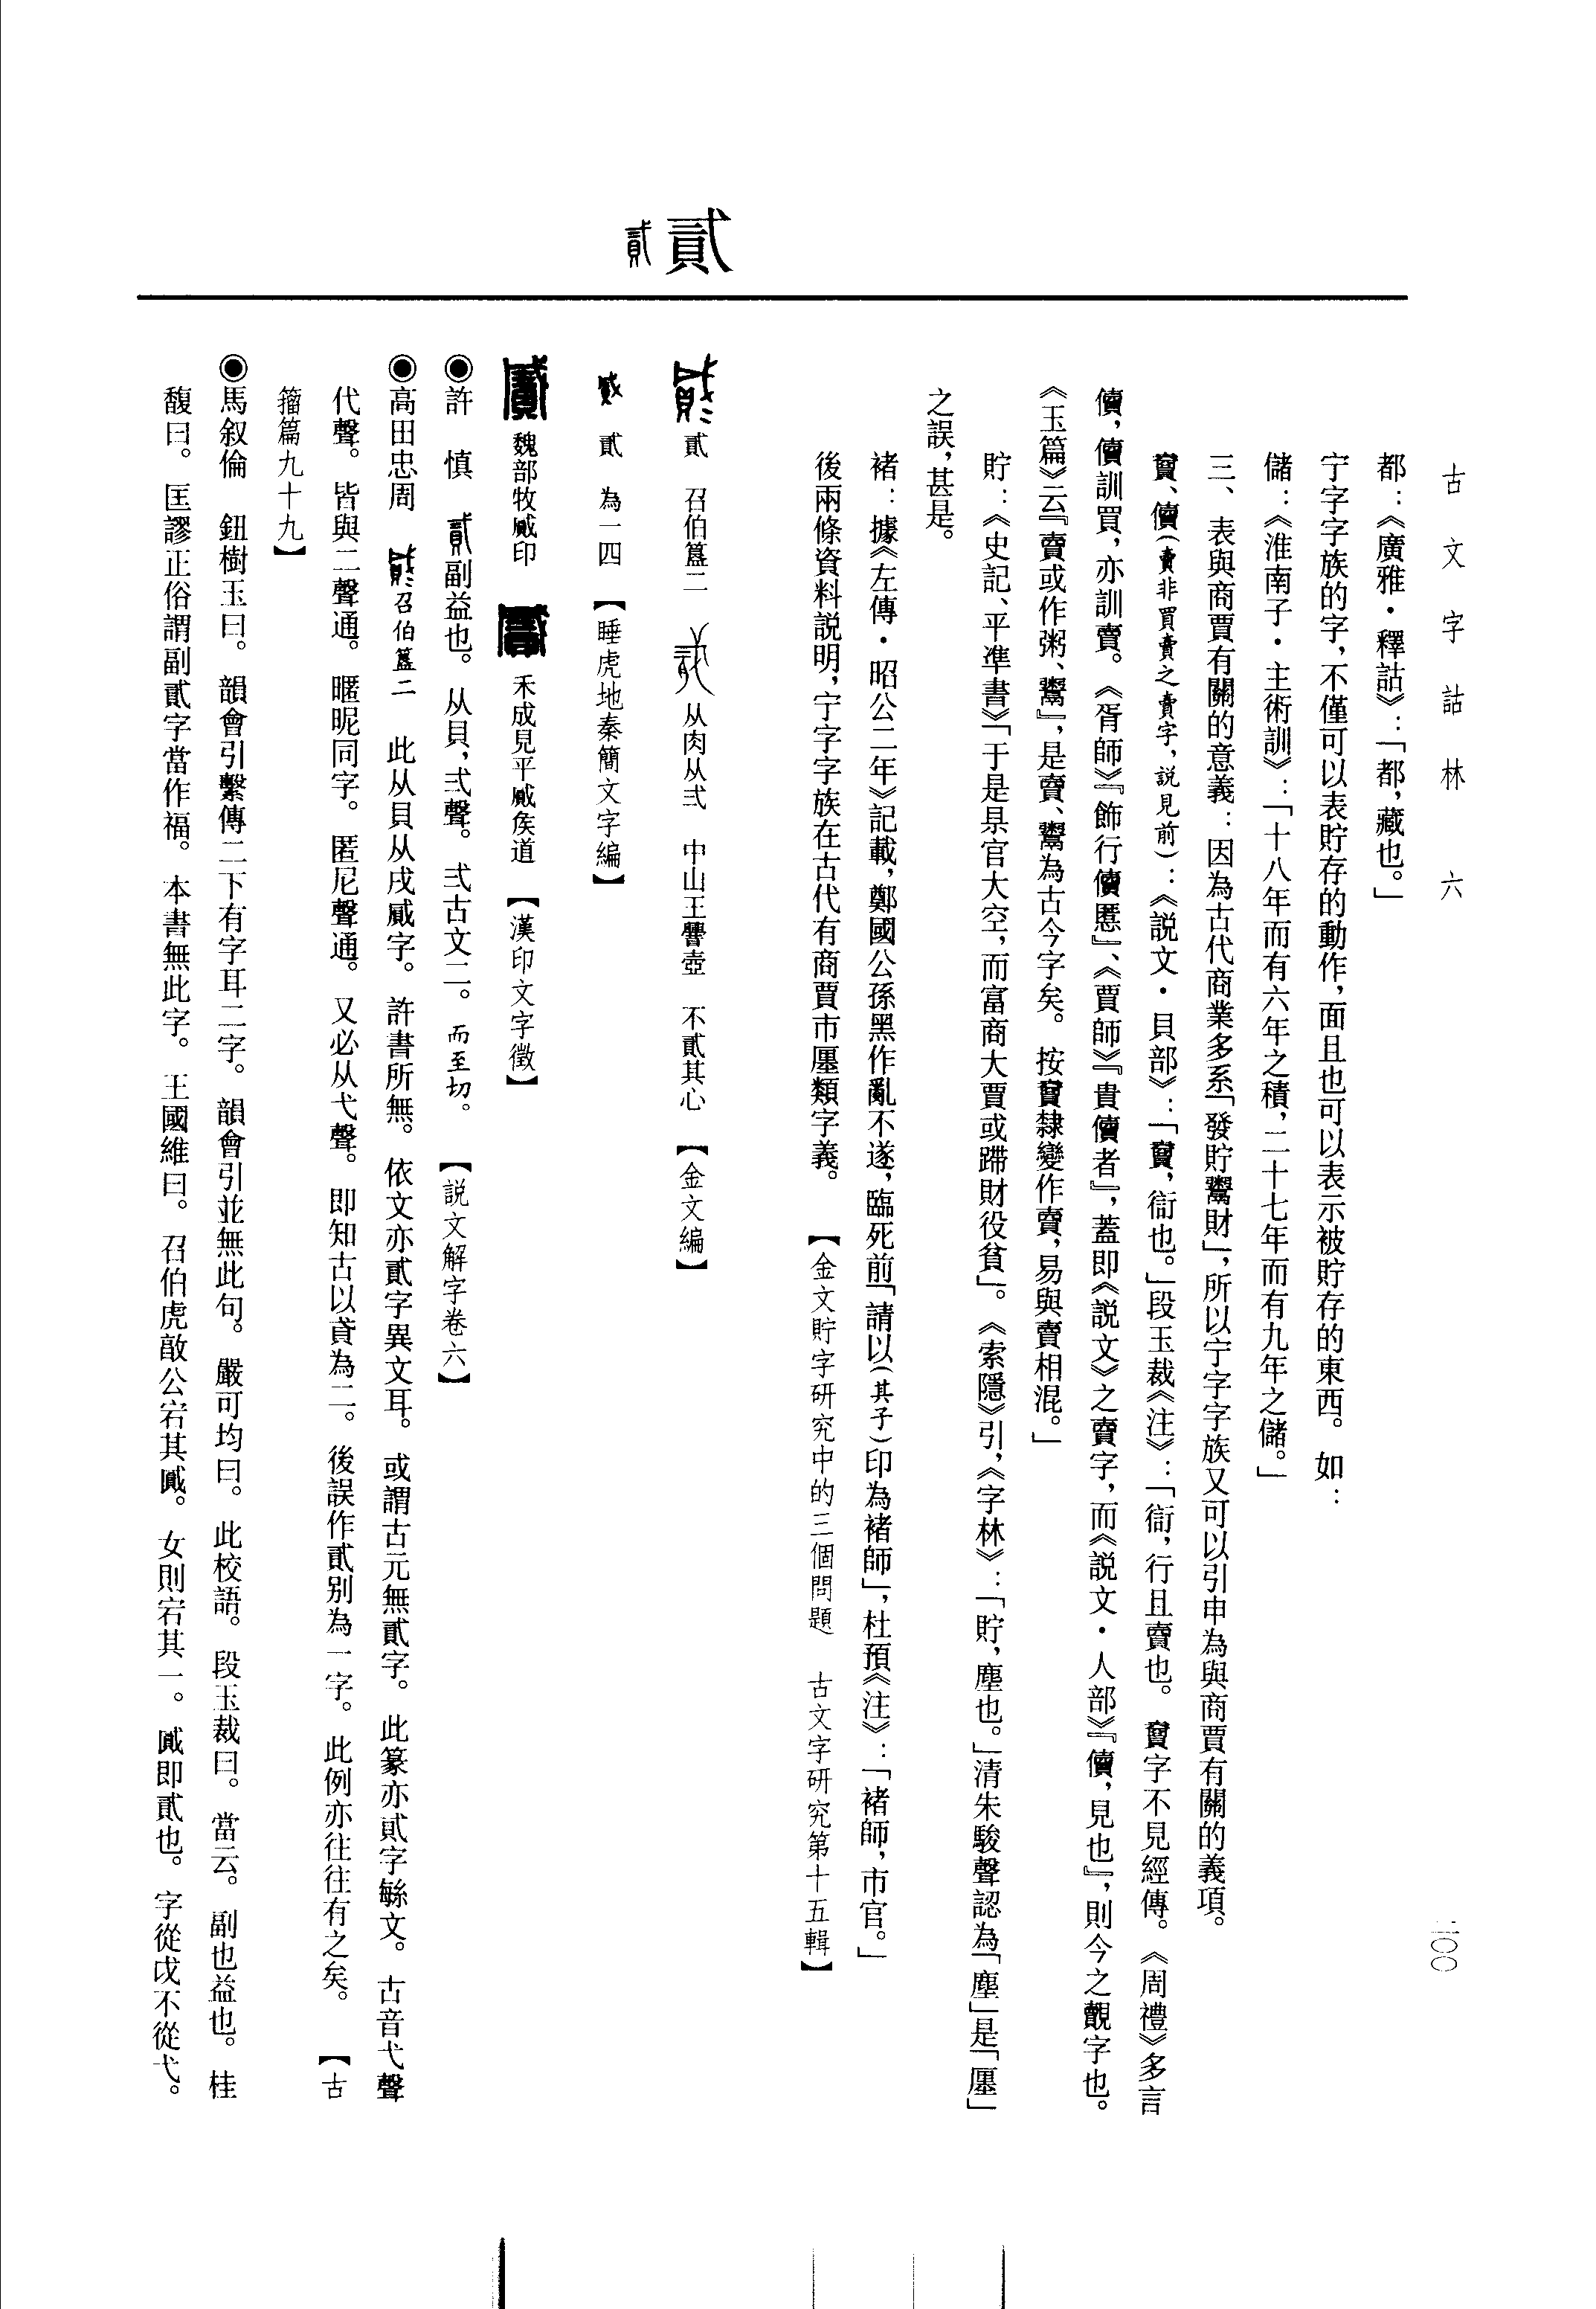 古文字詁林 六
二〇〇
貳
都：《廣雅·釋詁》：「都，藏也。」
宁字字族的字，不僅可以表貯存的動作，面且也可以表示被貯存的東西。如：
儲：《淮南子·主術訓》：「十八年而有六年之積，二十七年而有九年之儲。」
三、表與商賈有關的意義：因為古代商業多系「發貯鬻財」，所以宁字字族又可以引申為與商賈有關的義項。
賣、儥（賣非買賣之賣字，説見前）：《説文·貝部》：「賣，衒也。」段玉裁《注》：「衒，行且賣也。賣字不見經傳。《周禮》多言
儥，儥訓買，亦訓賣。《胥師》『飾行儥慝』、《賈師》『貴儥者』，蓋即《説文》之賣字，而《説文·人部》『儥，見也』，則今之覿字也。
《玉篇》云『賣或作粥、鬻』，是賣、鬻為古今字矣。按賣隸變作賣，易與賣相混。」
貯：《史記、平準書》「于是縣官大空，而富商大賈或蹛財役貧」。《索隱》引，《字林》：「貯，塵也。」清朱駿聲認為「塵」是「廛」
之誤，甚是。
褚：據《左傳·昭公二年》記載，鄭國公孫黑作亂不遂，臨死前「請以（其子）印為褚師」，杜預《注》：「褚師，市官。」
後兩條資料説明，宁字字族在古代有商賈市廛類字義。【金文貯字研究中的三個問題 古文字研究第十五輯】
貳 召伯簋二 从肉从弍 中山王譽壺 不貳其心 【金文編】
貳 為一四 【睡虎地秦簡文字編】
魏部牧貳印 禾成見平貳矦道 【漢印文字徵】
◉許 慎 貳副益也。从貝，弍聲。弍古文二。而至切。【説文解字卷六】
◉高田忠周 召伯簋二 此从貝从戌𧵩字。許書所無。依文亦貳字異文耳。或謂古元無貳字。此篆亦貳字緐文。古音弋聲
代聲。皆與二聲通。暱昵同字。匿尼聲通。又必从弋聲。即知古以貣為二。後誤作貳别為一字。此例亦往往有之矣。【古
籀篇九十九】
◉馬叙倫 鈕樹玉曰。韻會引繫傳二下有字耳二字。韻會引並無此句。嚴可均曰。此校語。段玉裁曰。當云。副也益也。桂
馥曰。匡謬正俗謂副貳字當作福。本書無此字。王國維曰。召伯虎敵公宕其貳。女則宕其一。貳即貳也。字從戌不從弋。